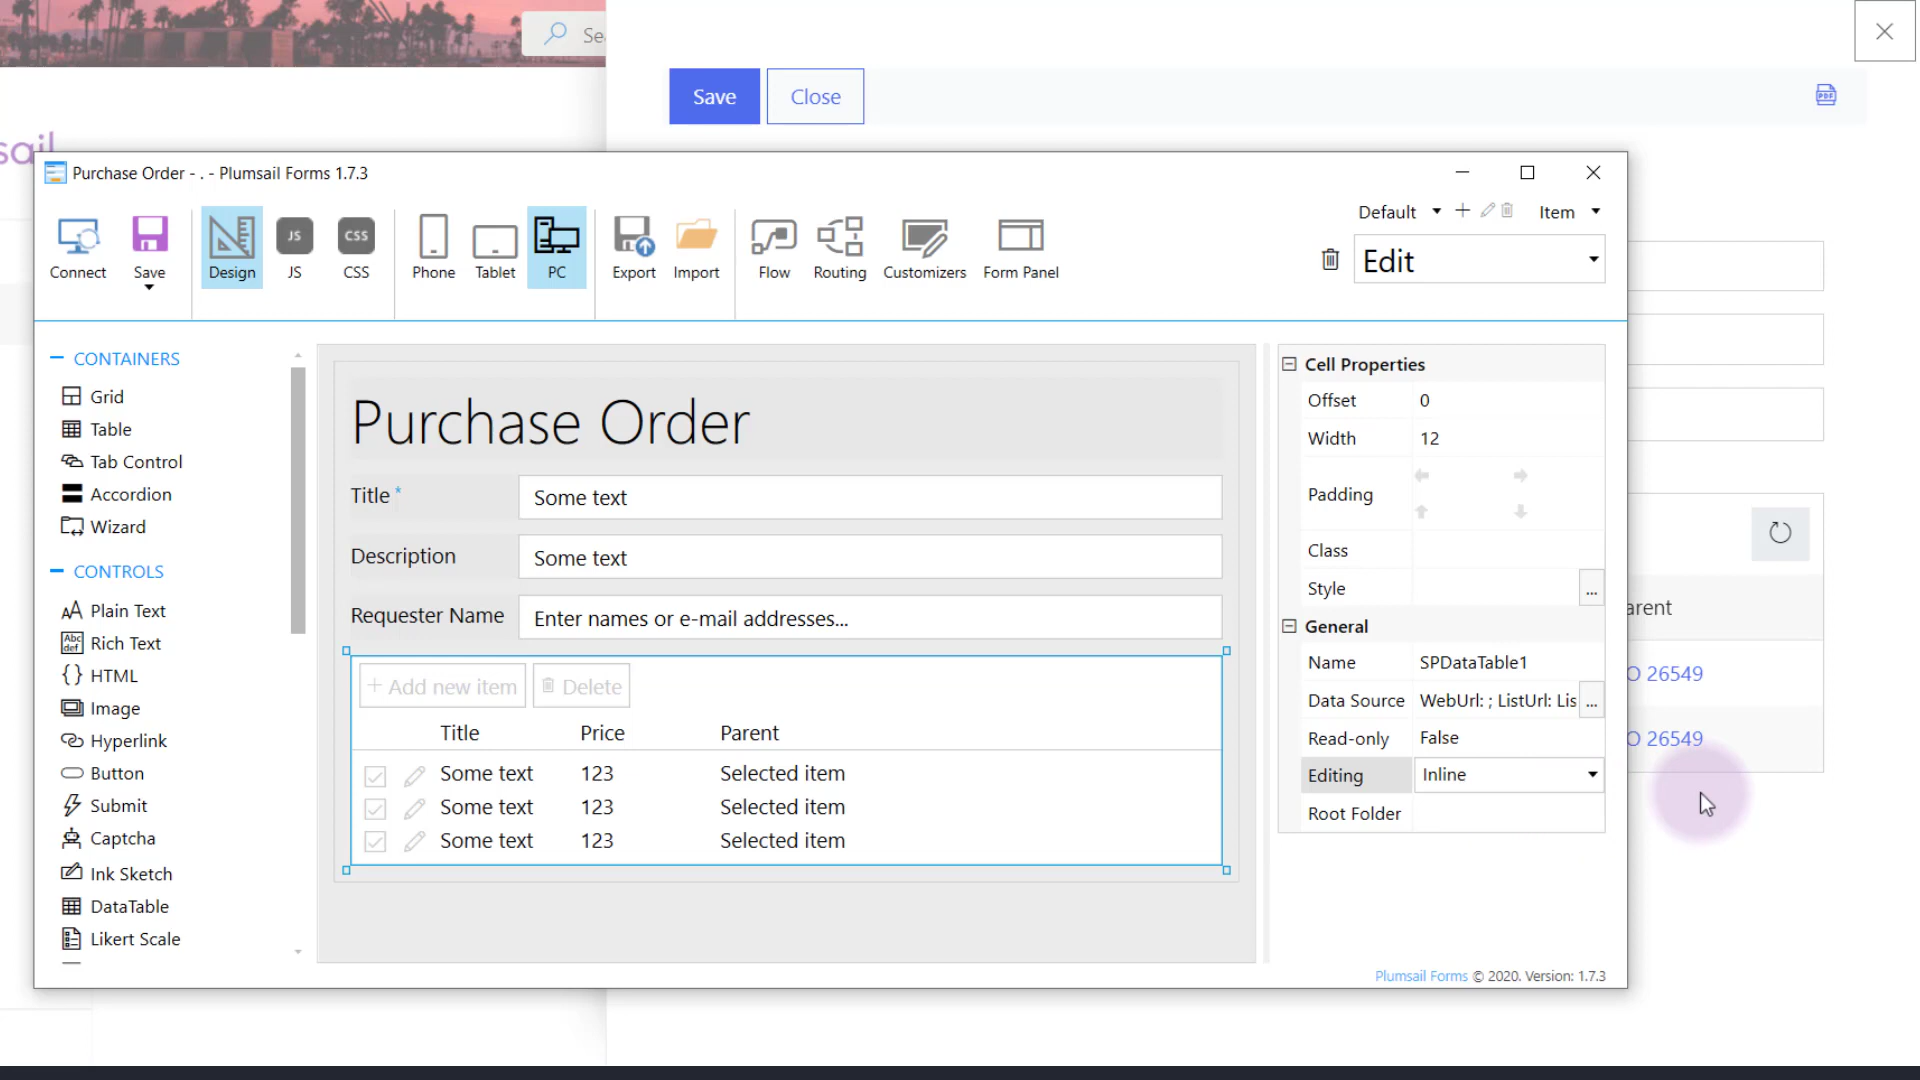 Save
Close
PDF
sail
Purchase Order - . - Plumsail Forms 1.7.3
Connect
Save
Design
JS
JS
CSS
CSS
Phone
Tablet
PC
Export
Import
Flow
Routing
Customizers
Form Panel
Default
Item
Edit
CONTAINERS
Grid
Table
Tab Control
Accordion
Wizard
CONTROLS
Plain Text
Abc
def
Rich Text
HTML
Image
Hyperlink
Button
Submit
Captcha
Ink Sketch
DataTable
Likert Scale
Purchase Order
Title *
Some text
Description
Some text
Requester Name
Enter names or e-mail addresses...
+ Add new item
Delete
Title Price Parent
Some text 123 Selected item
Some text 123 Selected item
Some text 123 Selected item
Cell Properties
Offset 0
Width 12
Padding
Class
Style ...
General
Name SPDataTable1
Data Source WebUrl: ; ListUrl: Lis ...
Read-only False
Editing Inline
Root Folder
arent
O 26549
O 26549
Plumsail Forms © 2020. Version: 1.7.3